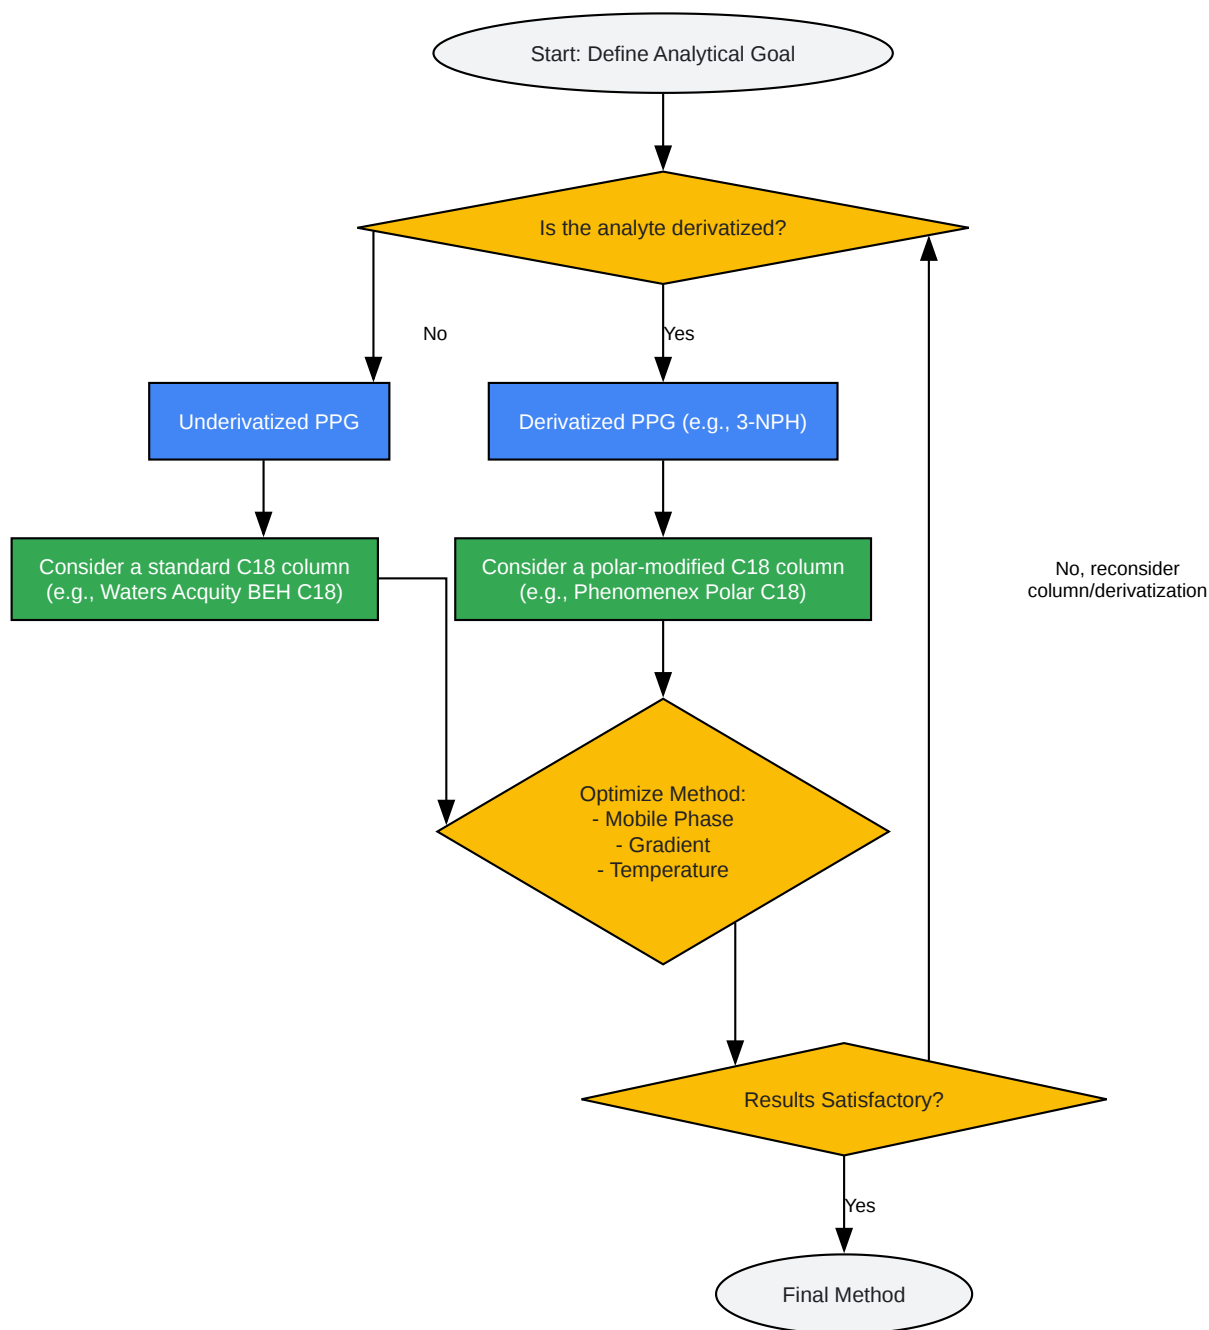 Start: Define Analytical Goal
Is the analyte derivatized?
No
Yes
Underivatized PPG
Derivatized PPG (e.g., 3-NPH)
Consider a standard C18 column
(e.g., Waters Acquity BEH C18)
Consider a polar-modified C18 column
(e.g., Phenomenex Polar C18)
No, reconsider
column/derivatization
Optimize Method:
- Mobile Phase
- Gradient
- Temperature
Results Satisfactory?
Yes
Final Method